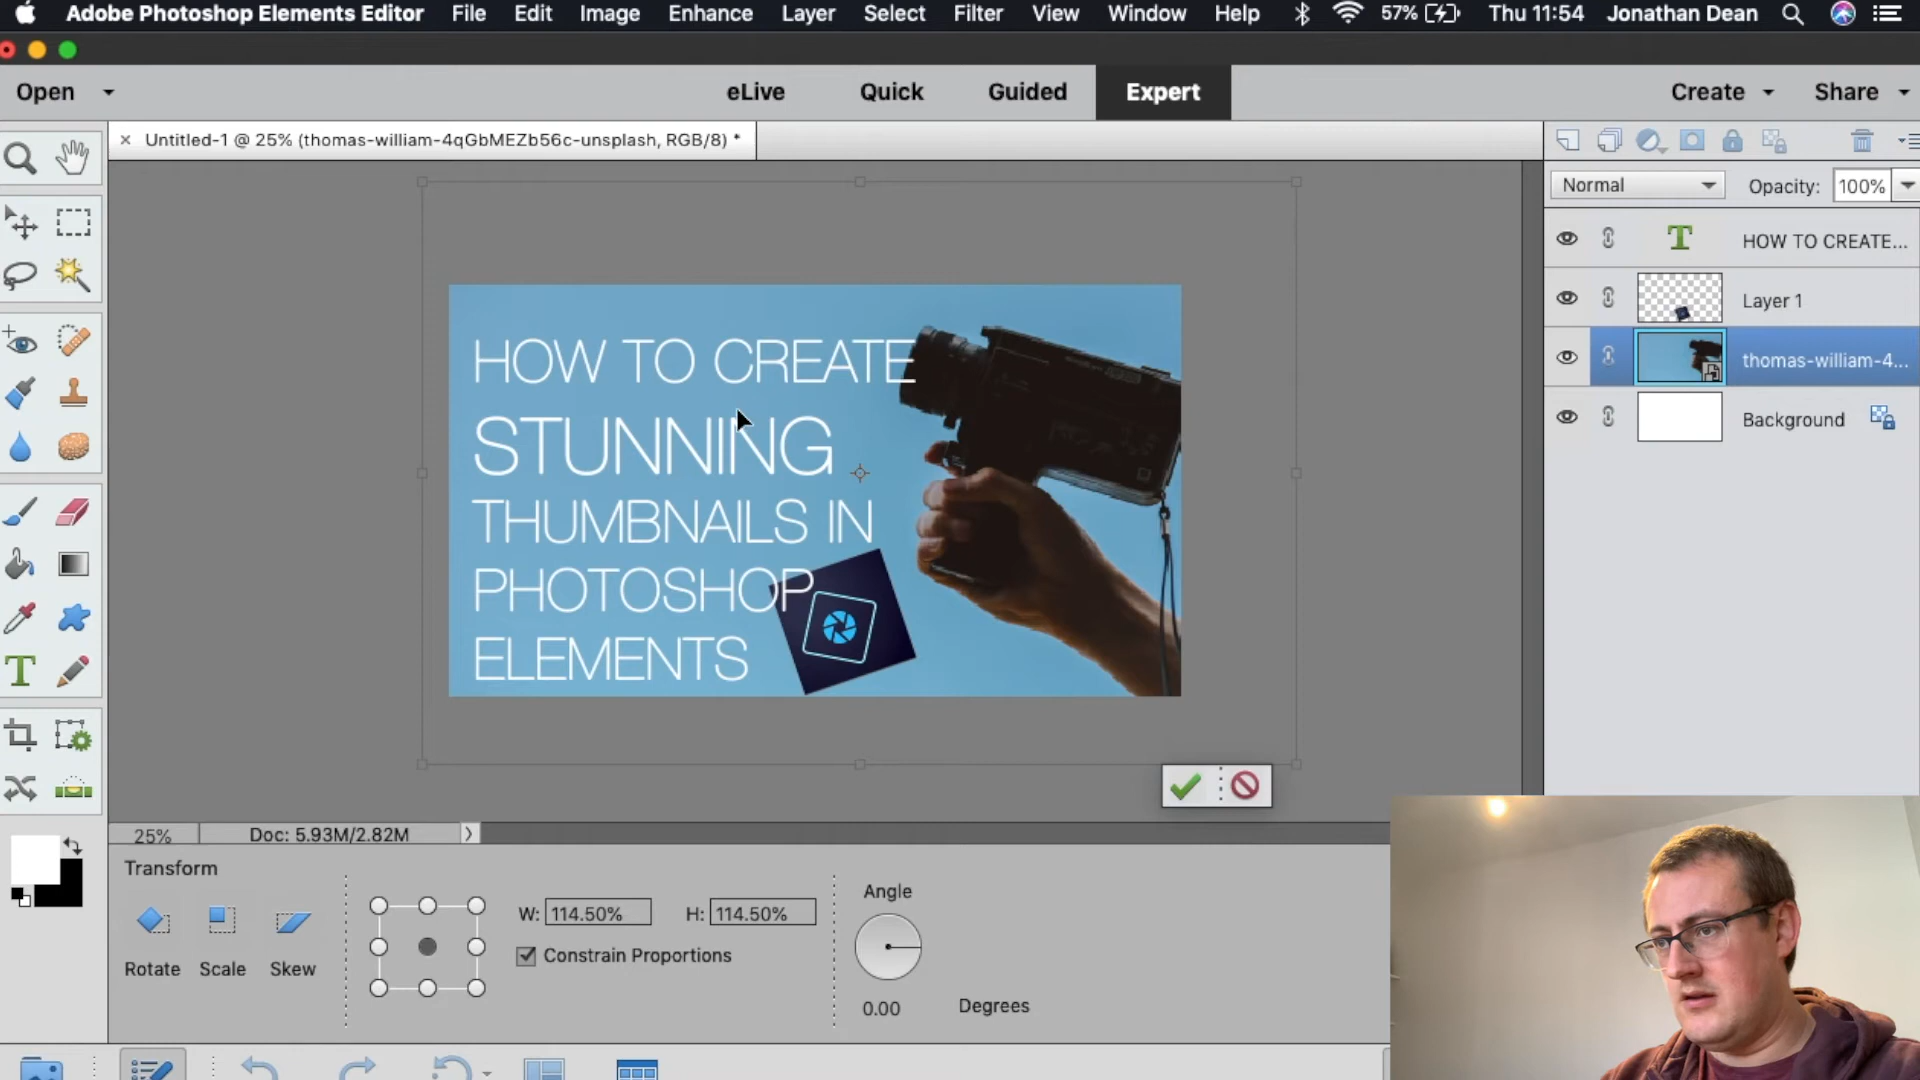 Adobe Photoshop Elements Editor File Edit Image Enhance Layer Select Filter View Window Help 57% Thu 11:54 Jonathan Dean
Open eLive Quick Guided Expert Create Share
× Untitled-1 @ 25% (thomas-william-4qGbMEZb56c-unsplash, RGB/8) *
Normal Opacity: 100%
T HOW TO CREATE...
Layer 1
thomas-william-4...
Background
HOW TO CREATE
STUNNING
THUMBNAILS IN
PHOTOSHOP
ELEMENTS
T
25% Doc: 5.93M/2.82M
Transform
Rotate Scale Skew
W: 114.50% H: 114.50%
Constrain Proportions
Angle
0.00 Degrees